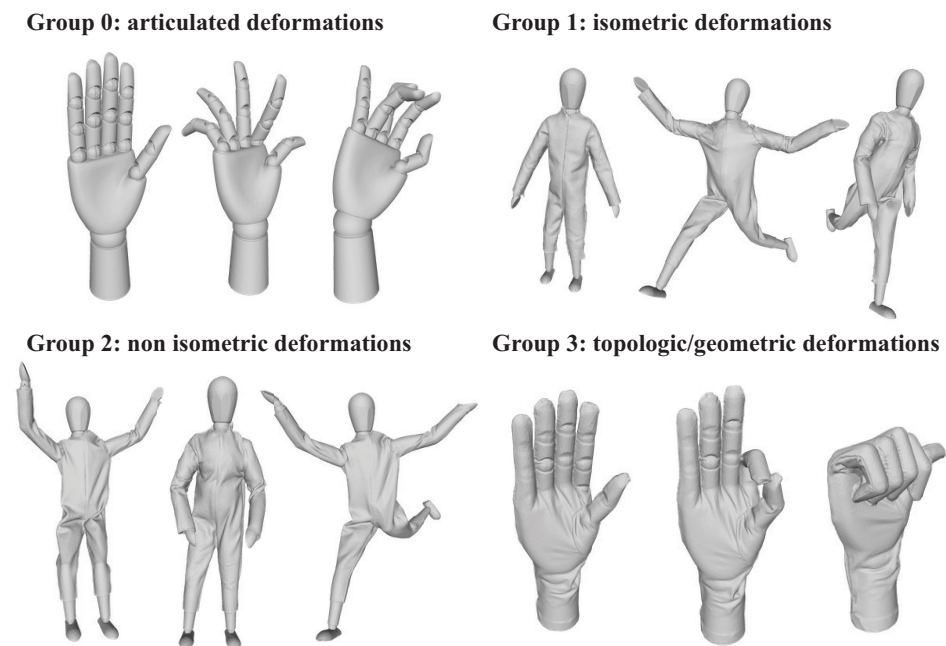 Group 0: articulated deformations
Group 1: isometric deformations
Group 2: non isometric deformations
Group 3: topologic/geometric deformations